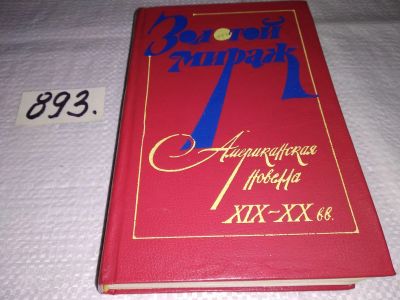 893.
Золотой
мираж
Американская
новелла
XIX-XX вв.